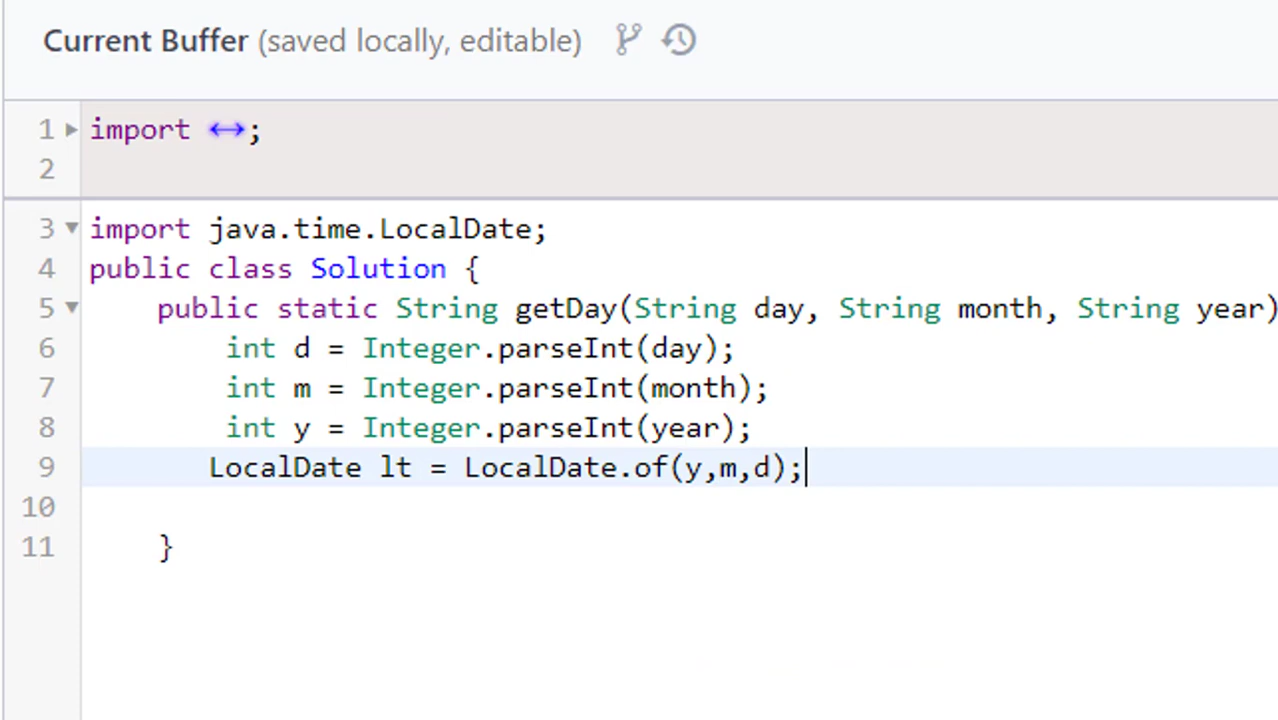 Current Buffer (saved locally, editable)
1 import ↔;
2
3 import java.time.LocalDate;
4 public class Solution {
5 public static String getDay(String day, String month, String year)
6 int d = Integer.parseInt(day);
7 int m = Integer.parseInt(month);
8 int y = Integer.parseInt(year);
9 LocalDate lt = LocalDate.of(y,m,d);
10
11 }